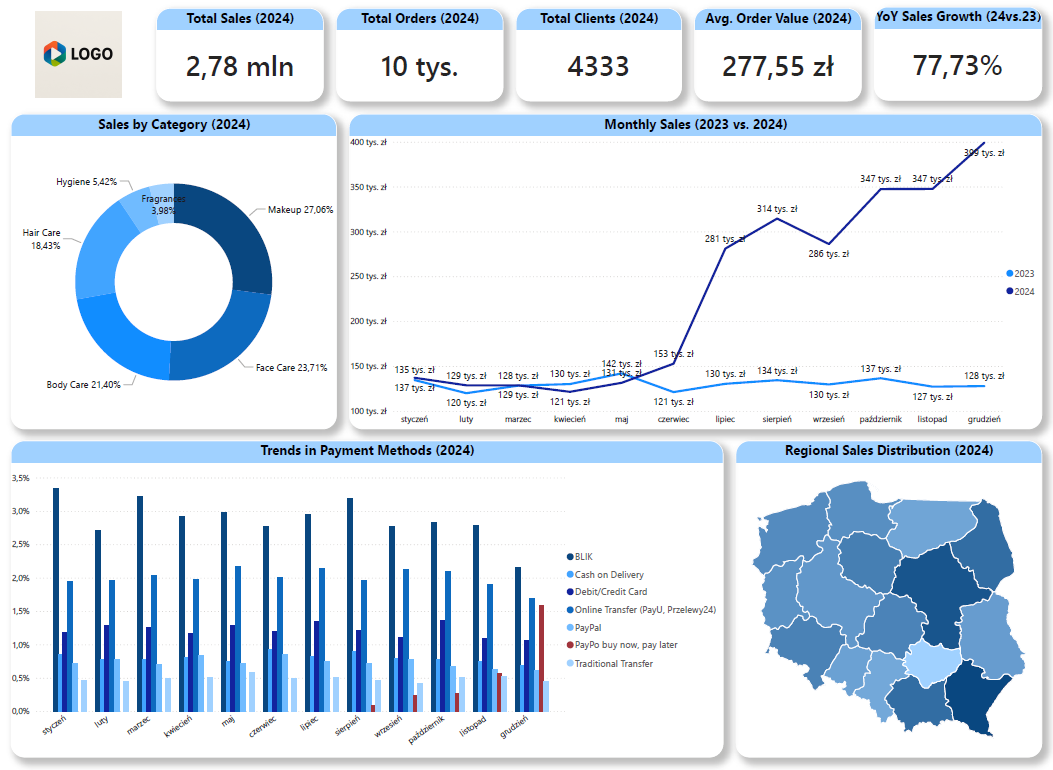 LOGO
Total Sales (2024)
2,78 mln
Total Orders (2024)
10 tys.
Total Clients (2024)
4333
Avg. Order Value (2024)
277,55 zł
YoY Sales Growth (24vs.23)
77,73%
Sales by Category (2024)
Hygiene 5,42%
Fragrances
3,98%
Makeup 27,06%
Hair Care
18,43%
Face Care 23,71%
Body Care 21,40%
Monthly Sales (2023 vs. 2024)
400 tys. zł
350 tys. zł
300 tys. zł
250 tys. zł
200 tys. zł
150 tys. zł
100 tys. zł
135 tys. zł
137 tys. zł
129 tys. zł
120 tys. zł
128 tys. zł
129 tys. zł
130 tys. zł
121 tys. zł
142 tys. zł
131 tys. zł
153 tys. zł
121 tys. zł
281 tys. zł
130 tys. zł
314 tys. zł
134 tys. zł
286 tys. zł
130 tys. zł
347 tys. zł
137 tys. zł
347 tys. zł
127 tys. zł
399 tys. zł
128 tys. zł
styczeń luty marzec kwiecień maj czerwiec lipiec sierpień wrzesień październik listopad grudzień
2023
2024
Trends in Payment Methods (2024)
3,5%
3,0%
2,5%
2,0%
1,5%
1,0%
0,5%
0,0%
styczeń luty marzec kwiecień maj czerwiec lipiec sierpień wrzesień październik listopad grudzień
BLIK
Cash on Delivery
Debit/Credit Card
Online Transfer (PayU, Przelewy24)
PayPal
PayPo buy now, pay later
Traditional Transfer
Regional Sales Distribution (2024)